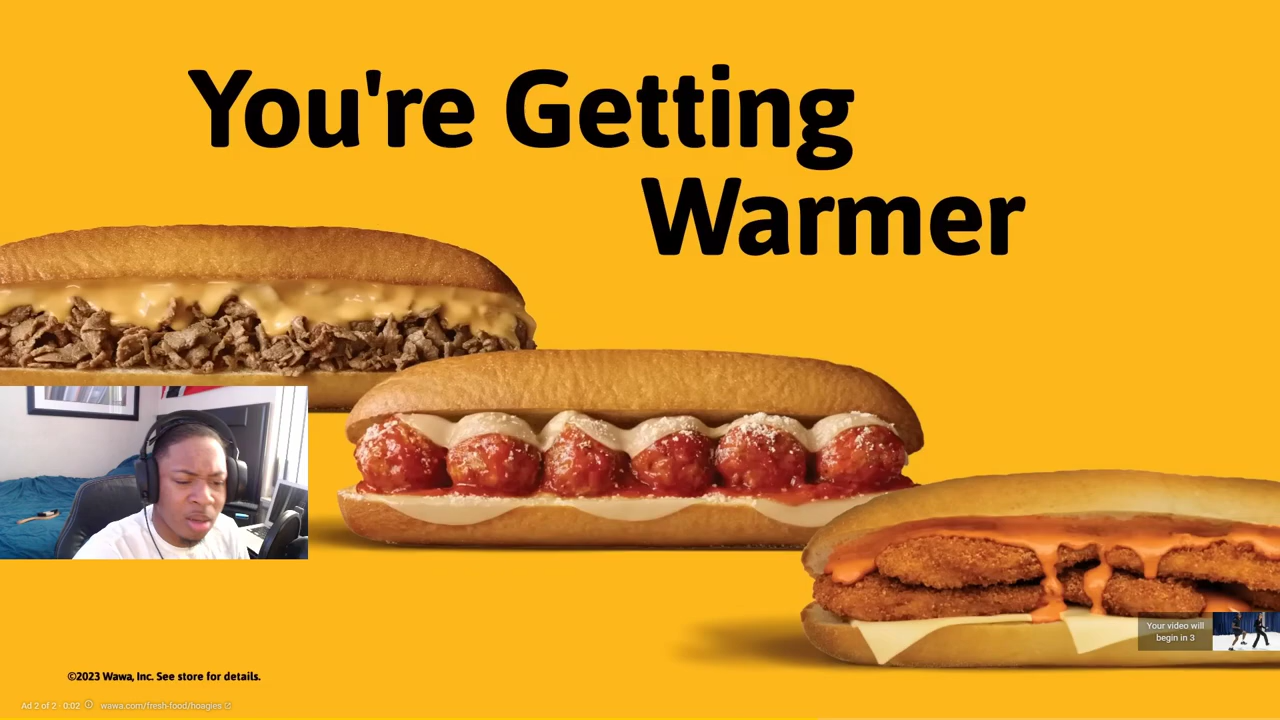 You're Getting
Warmer
Your video will
begin in 3
©2023 Wawa, Inc. See store for details.
Ad 2 of 2 · 0:02 wawa.com/fresh-food/hoagies